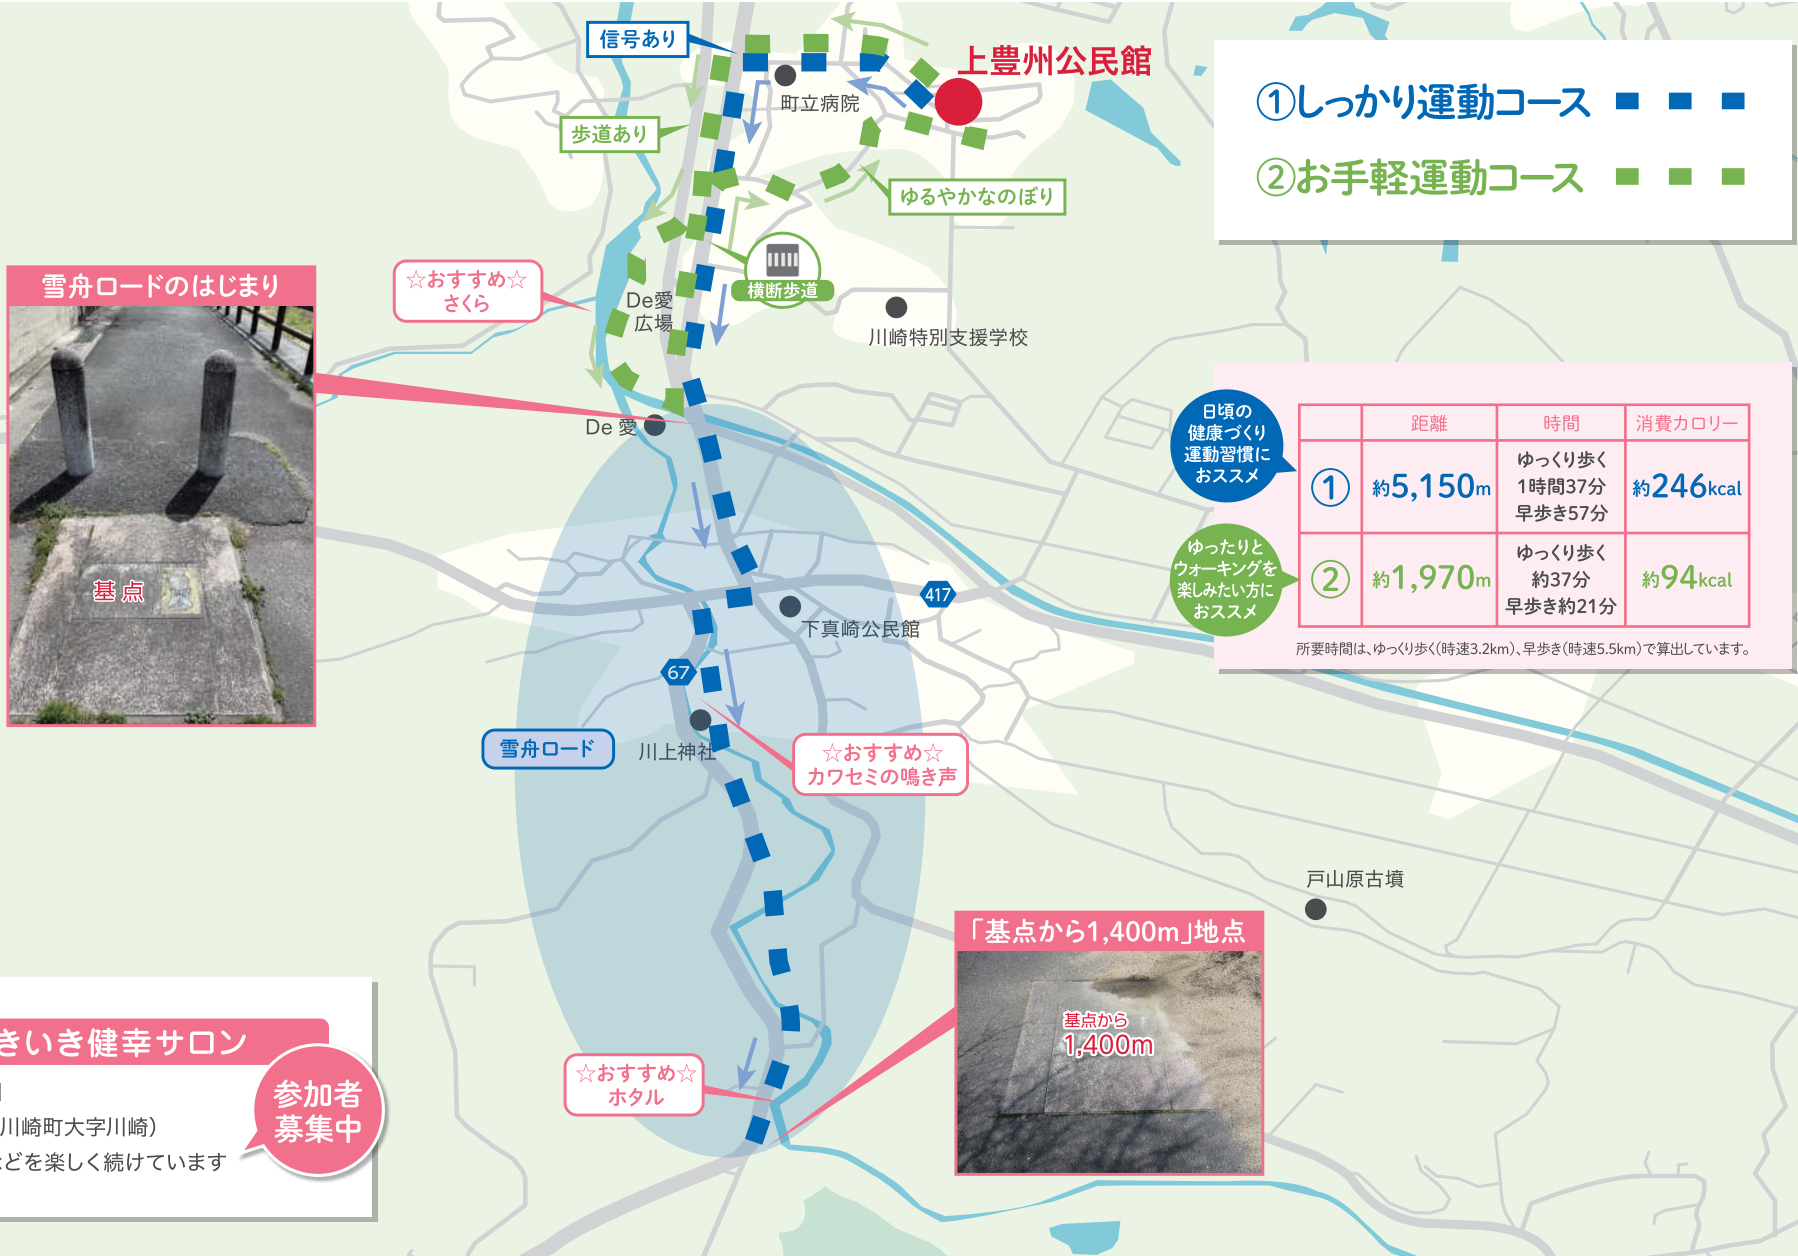 信号あり
上豊州公民館
町立病院
歩道あり
ゆるやかなのぼり
①しっかり運動コース
②お手軽運動コース
雪舟ロードのはじまり
基点
☆おすすめ☆
さくら
De愛
広場
横断歩道
川崎特別支援学校
De 愛
日頃の
健康づくり
運動習慣に
おススメ
距離 時間 消費カロリー
① 約5,150m ゆっくり歩く 1時間37分 早歩き57分 約246kcal
ゆったりと
ウォーキングを
楽しみたい方に
おススメ
② 約1,970m ゆっくり歩く 約37分 早歩き約21分 約94kcal
所要時間は、ゆっくり歩く(時速3.2km)、早歩き(時速5.5km)で算出しています。
417
下真崎公民館
67
雪舟ロード
川上神社
☆おすすめ☆
カワセミの鳴き声
戸山原古墳
「基点から1,400m」地点
基点から
1,400m
☆おすすめ☆
ホタル
きいき健幸サロン
参加者
募集中
川崎町大字川崎)
どを楽しく続けています